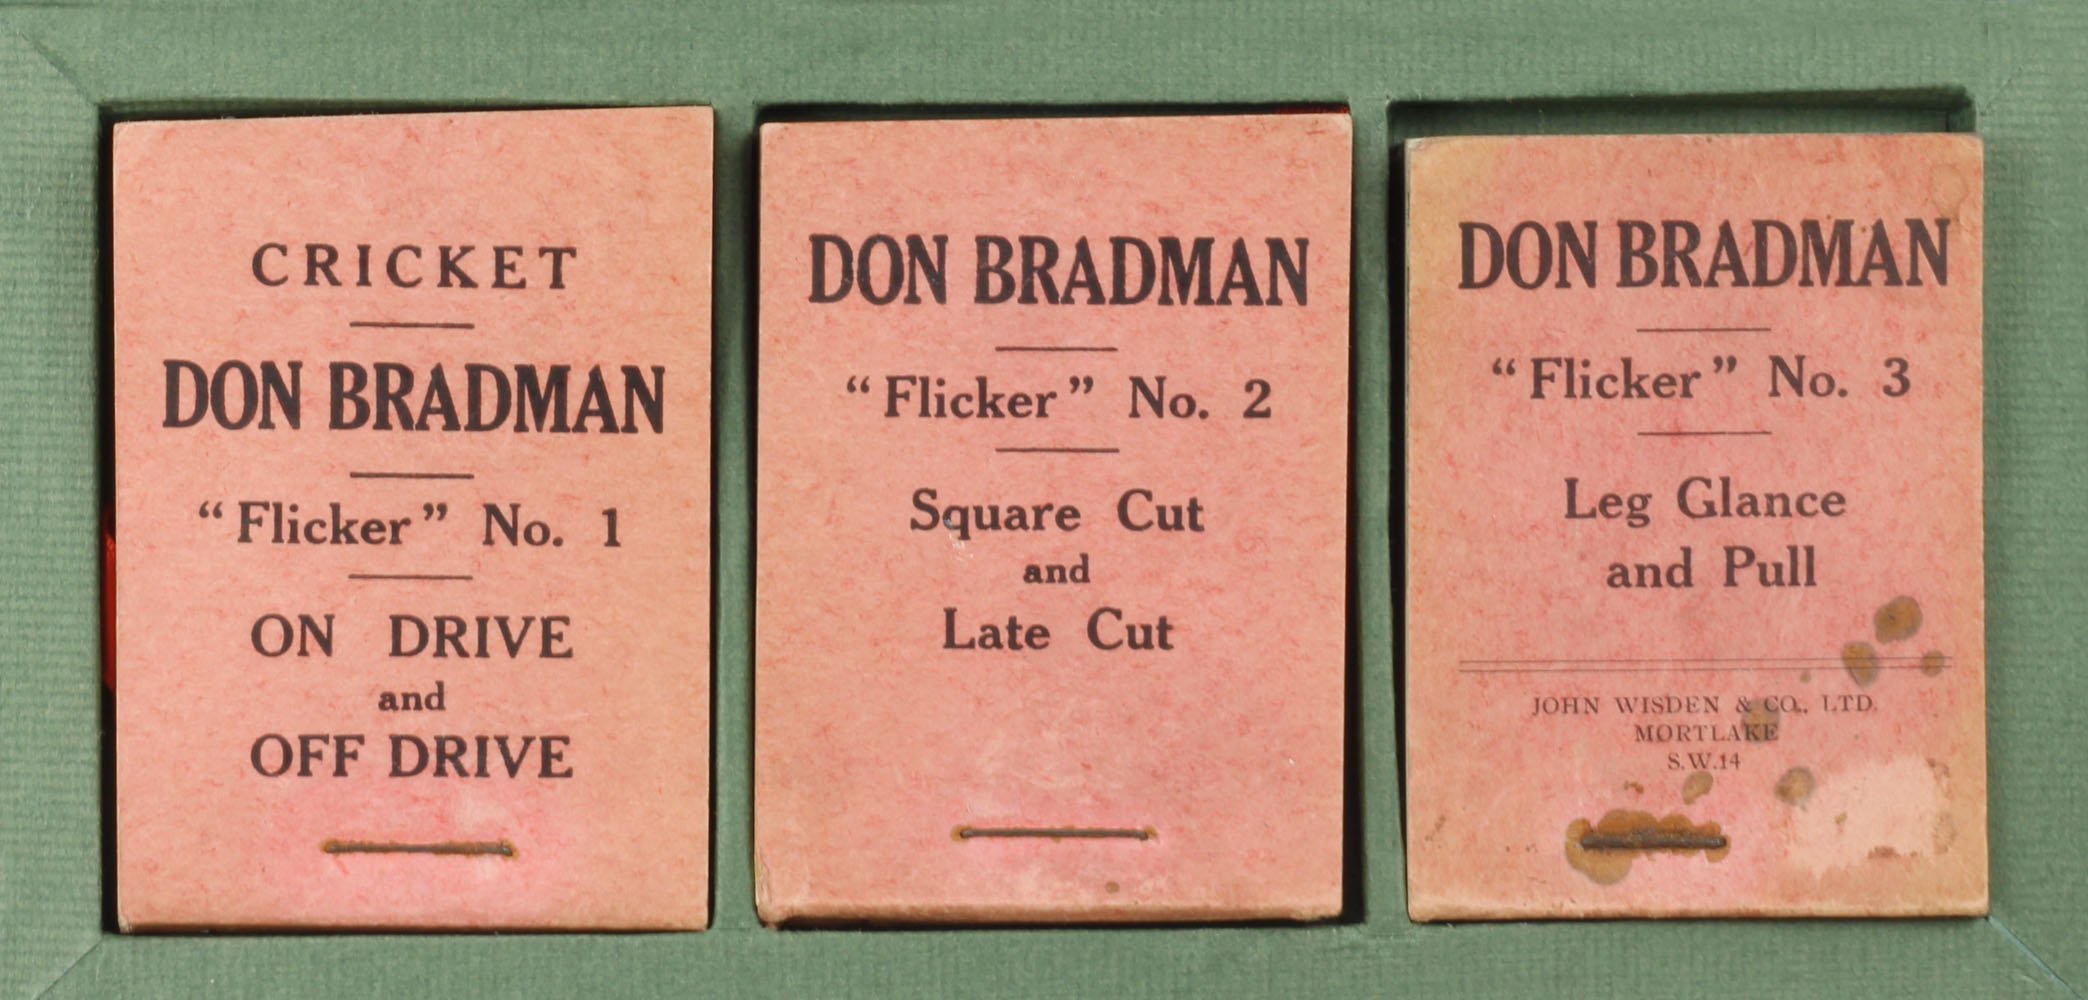 CRICKET
DON BRADMAN
“Flicker” No. 1
ON DRIVE
and
OFF DRIVE
DON BRADMAN
“Flicker” No. 2
Square Cut
and
Late Cut
DON BRADMAN
“Flicker” No. 3
Leg Glance
and Pull
JOHN WISDEN & CO., LTD.
MORTLAKE
S.W.14